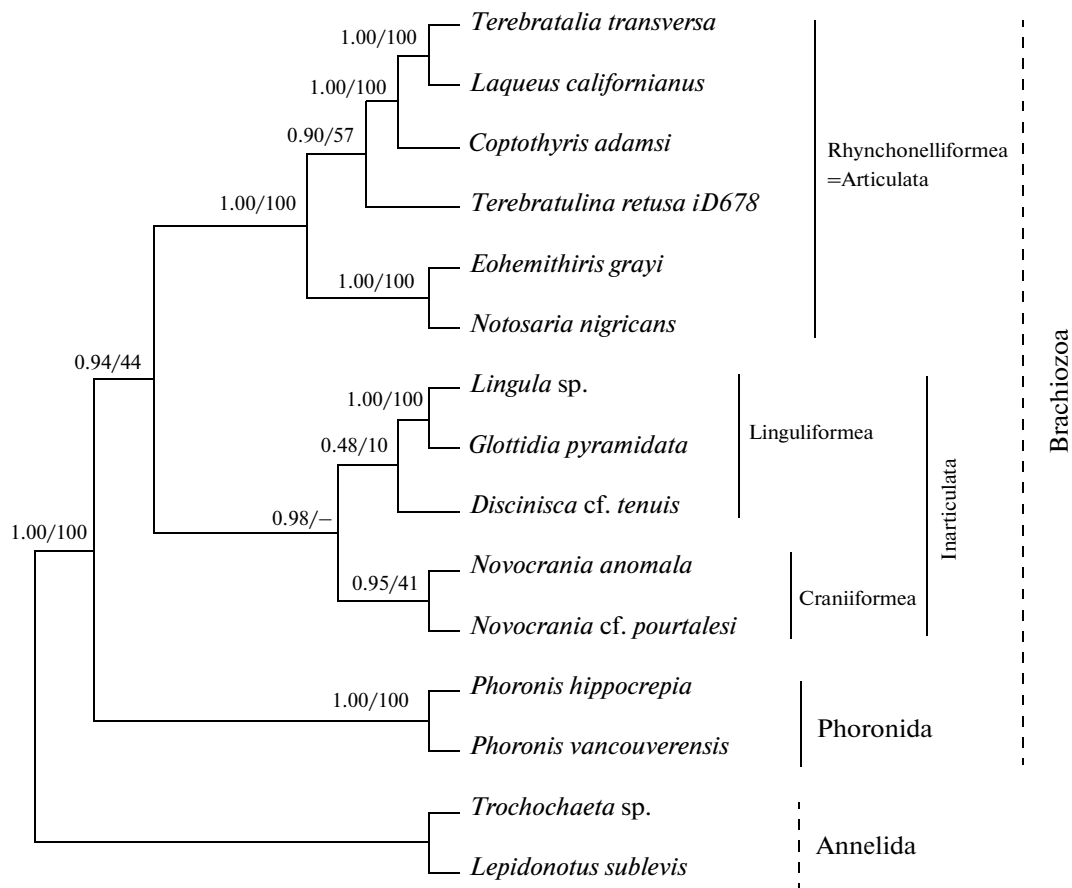 1.00/100
Terebratalia transversa
1.00/100
Laqueus californianus
0.90/57
Coptothyris adamsi
Rhynchonelliformea
=Articulata
1.00/100
Terebratulina retusa iD678
1.00/100
Eohemithiris grayi
Notosaria nigricans
0.94/44
1.00/100
Lingula sp.
0.48/10
Glottidia pyramidata
Linguliformea
0.98/–
Discinisca cf. tenuis
1.00/100
0.95/41
Novocrania anomala
Craniiformea
Novocrania cf. pourtalesi
Inarticulata
Brachiozoa
1.00/100
Phoronis hippocrepia
Phoronis vancouverensis
Phoronida
Trochochaeta sp.
Lepidonotus sublevis
Annelida